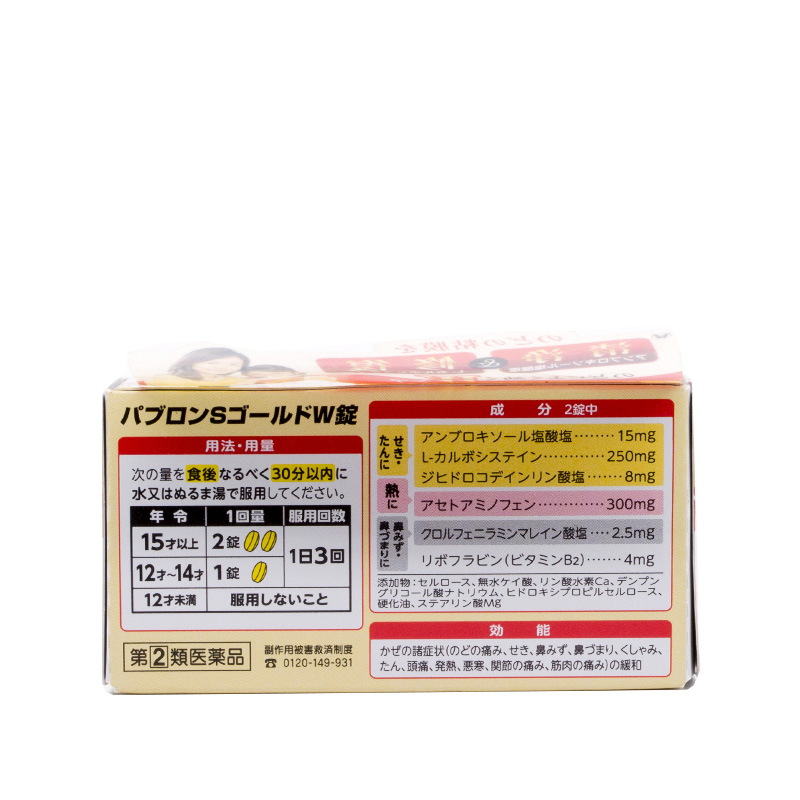 パブロンSゴールドW錠
用法・用量
次の量を食後なるべく30分以内に
水又はぬるま湯で服用してください。
年令 1回量 服用回数
15才以上 2錠 1日3回
12才~14才 1錠
12才未満 服用しないこと
第②類医薬品
副作用被害救済制度
☎ 0120-149-931
成分 2錠中
せき・たんに
アンブロキソール塩酸塩········15mg
L-カルボシステイン··········250mg
ジヒドロコデインリン酸塩·······8mg
熱に
アセトアミノフェン··········300mg
鼻みず・鼻づまりに
クロルフェニラミンマレイン酸塩···2.5mg
リボフラビン(ビタミンB2)·······4mg
添加物:セルロース、無水ケイ酸、リン酸水素Ca、デンプン
グリコール酸ナトリウム、ヒドロキシプロピルセルロース、
硬化油、ステアリン酸Mg
効能
かぜの諸症状(のどの痛み、せき、鼻みず、鼻づまり、くしゃみ、
たん、頭痛、発熱、悪寒、関節の痛み、筋肉の痛み)の緩和